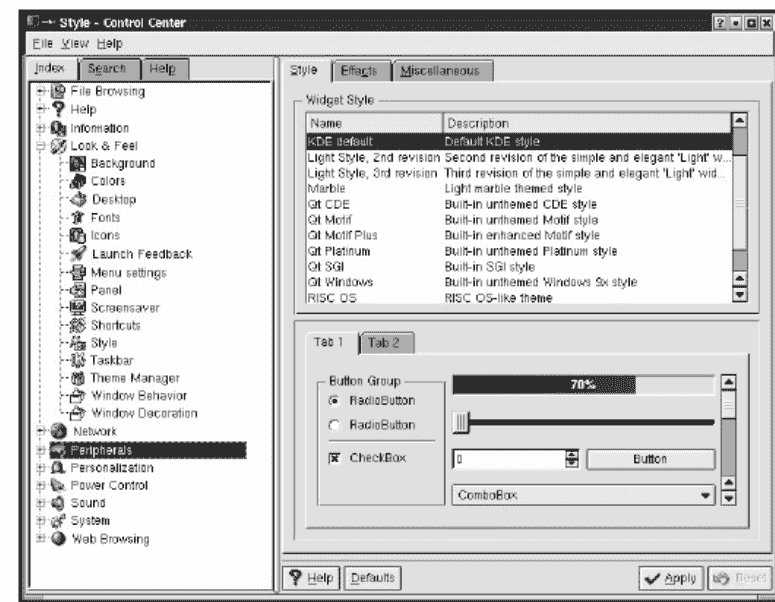 Style - Control Center
File View Help
Index Search Help
File Browsing
Help
Information
Look & Feel
Background
Colors
Desktop
Fonts
Icons
Launch Feedback
Menu settings
Panel
Screensaver
Shortcuts
Style
Taskbar
Theme Manager
Window Behavior
Window Decoration
Network
Peripherals
Personalization
Power Control
Sound
System
Web Browsing
Style Effects Miscellaneous
Widget Style
Name Description
KDE default Default KDE style
Light Style, 2nd revision Second revision of the simple and elegant 'Light' w...
Light Style, 3rd revision Third revision of the simple and elegant 'Light' wid...
Marble Light marble themed style
Qt CDE Built-in unthemed CDE style
Qt Motif Built-in unthemed Motif style
Qt Motif Plus Built-in enhanced Motif style
Qt Platinum Built-in unthemed Platinum style
Qt SGI Built-in SGI style
Qt Windows Built-in unthemed Windows 9x style
RISC OS RISC OS-like theme
Tab 1 Tab 2
Button Group
RadioButton
RadioButton
CheckBox
70%
0 Button
ComboBox
Help Defaults Apply Reset